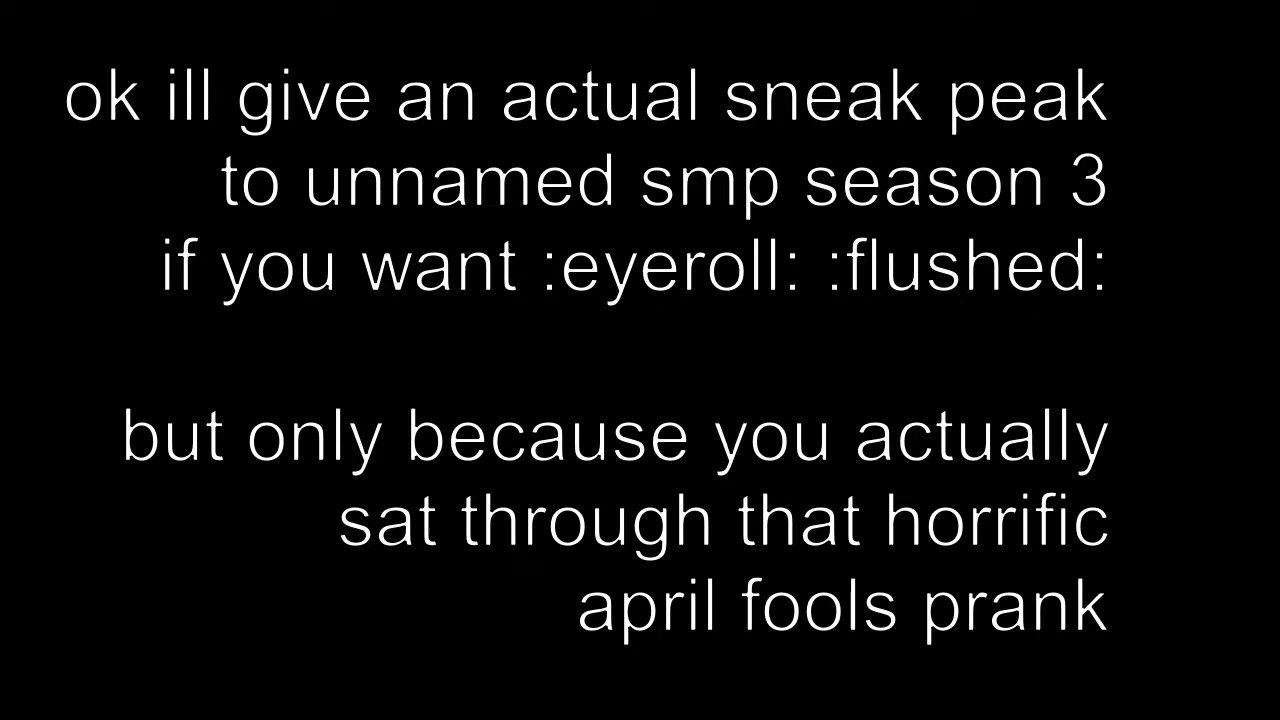 ok ill give an actual sneak peak
to unnamed smp season 3
if you want :eyeroll: :flushed:
but only because you actually
sat through that horrific
april fools prank